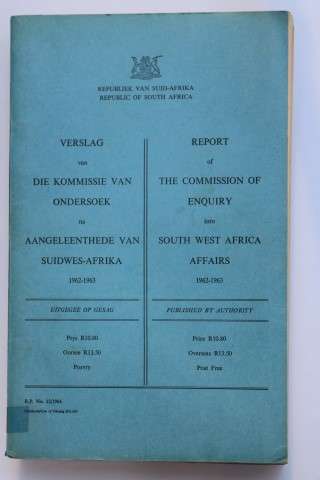 REPUBLIEK VAN SUID-AFRIKA
REPUBLIC OF SOUTH AFRICA
VERSLAG
van
DIE KOMMISSIE VAN
ONDERSOEK
na
AANGELEENTHEDE VAN
SUIDWES-AFRIKA
1962-1963
UITGEGEE OP GESAG
Prys R10.80
Oorsee R13.50
Posvry
REPORT
of
THE COMMISSION OF
ENQUIRY
into
SOUTH WEST AFRICA
AFFAIRS
1962-1963
PUBLISHED BY AUTHORITY
Price R10.80
Overseas R13.50
Post Free
R.P. No. 12/1964